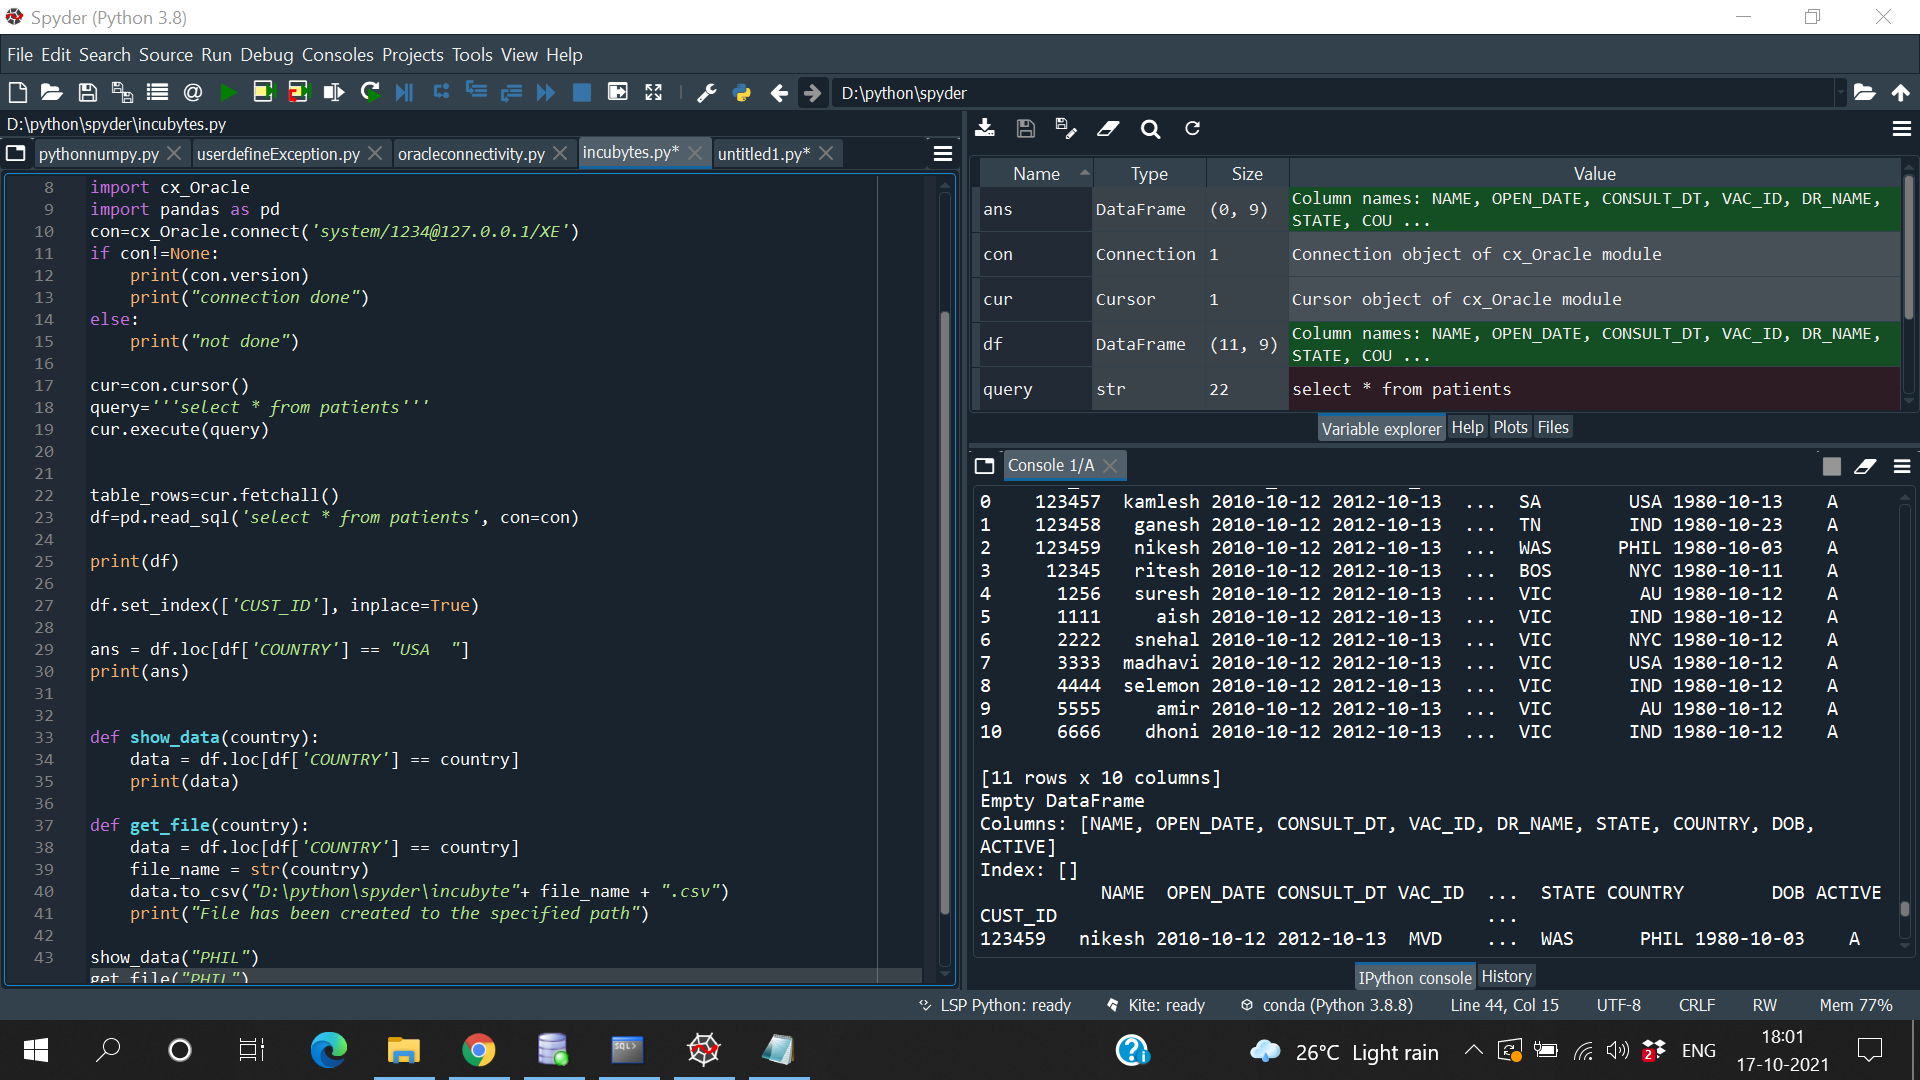 Spyder (Python 3.8)
File Edit Search Source Run Debug Consoles Projects Tools View Help
D:\python\spyder
D:\python\spyder\incubytes.py
pythonnumpy.py
userdefineException.py
oracleconnectivity.py
incubytes.py*
untitled1.py*
8 import cx_Oracle
9 import pandas as pd
10 con=cx_Oracle.connect('system/1234@127.0.0.1/XE')
11 if con!=None:
12 print(con.version)
13 print("connection done")
14 else:
15 print("not done")
16
17 cur=con.cursor()
18 query='''select * from patients'''
19 cur.execute(query)
20
21
22 table_rows=cur.fetchall()
23 df=pd.read_sql('select * from patients', con=con)
24
25 print(df)
26
27 df.set_index(['CUST_ID'], inplace=True)
28
29 ans = df.loc[df['COUNTRY'] == "USA  "]
30 print(ans)
31
32
33 def show_data(country):
34 data = df.loc[df['COUNTRY'] == country]
35 print(data)
36
37 def get_file(country):
38 data = df.loc[df['COUNTRY'] == country]
39 file_name = str(country)
40 data.to_csv("D:\python\spyder\incubyte"+ file_name + ".csv")
41 print("File has been created to the specified path")
42
43 show_data("PHIL")
get_file("PHIL")
Name Type Size Value
ans DataFrame (0, 9) Column names: NAME, OPEN_DATE, CONSULT_DT, VAC_ID, DR_NAME,
STATE, COU ...
con Connection 1 Connection object of cx_Oracle module
cur Cursor 1 Cursor object of cx_Oracle module
df DataFrame (11, 9) Column names: NAME, OPEN_DATE, CONSULT_DT, VAC_ID, DR_NAME,
STATE, COU ...
query str 22 select * from patients
Variable explorer Help Plots Files
Console 1/A
0 123457 kamlesh 2010-10-12 2012-10-13 ... SA USA 1980-10-13 A
1 123458 ganesh 2010-10-12 2012-10-13 ... TN IND 1980-10-23 A
2 123459 nikesh 2010-10-12 2012-10-13 ... WAS PHIL 1980-10-03 A
3 12345 ritesh 2010-10-12 2012-10-13 ... BOS NYC 1980-10-11 A
4 1256 suresh 2010-10-12 2012-10-13 ... VIC AU 1980-10-12 A
5 1111 aish 2010-10-12 2012-10-13 ... VIC IND 1980-10-12 A
6 2222 snehal 2010-10-12 2012-10-13 ... VIC NYC 1980-10-12 A
7 3333 madhavi 2010-10-12 2012-10-13 ... VIC USA 1980-10-12 A
8 4444 selemon 2010-10-12 2012-10-13 ... VIC IND 1980-10-12 A
9 5555 amir 2010-10-12 2012-10-13 ... VIC AU 1980-10-12 A
10 6666 dhoni 2010-10-12 2012-10-13 ... VIC IND 1980-10-12 A
[11 rows x 10 columns]
Empty DataFrame
Columns: [NAME, OPEN_DATE, CONSULT_DT, VAC_ID, DR_NAME, STATE, COUNTRY, DOB,
ACTIVE]
Index: []
NAME OPEN_DATE CONSULT_DT VAC_ID ... STATE COUNTRY DOB ACTIVE
CUST_ID ...
123459 nikesh 2010-10-12 2012-10-13 MVD ... WAS PHIL 1980-10-03 A
IPython console History
LSP Python: ready Kite: ready conda (Python 3.8.8) Line 44, Col 15 UTF-8 CRLF RW Mem 77%
SQL>
26°C Light rain
2
ENG
18:01
17-10-2021